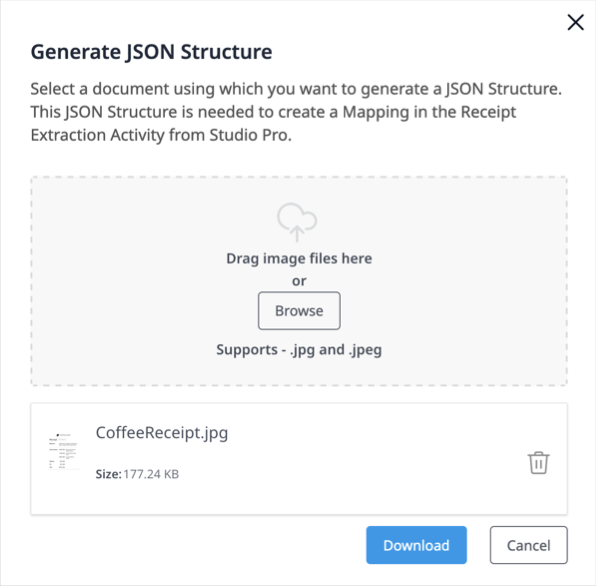 Generate JSON Structure
Select a document using which you want to generate a JSON Structure.
This JSON Structure is needed to create a Mapping in the Receipt
Extraction Activity from Studio Pro.
Drag image files here
or
Browse
Supports - .jpg and .jpeg
CoffeeReceipt.jpg
Size: 177.24 KB
Download
Cancel